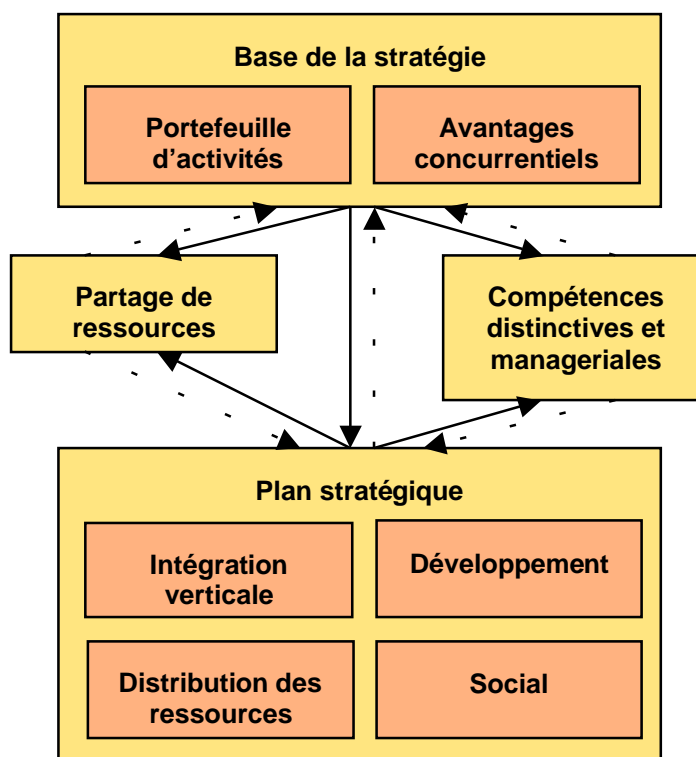 Base de la stratégie
Portefeuille
d'activités
Avantages
concurrentiels
Partage de
ressources
Compétences
distinctives et
manageriales
Plan stratégique
Intégration
verticale
Développement
Distribution des
ressources
Social